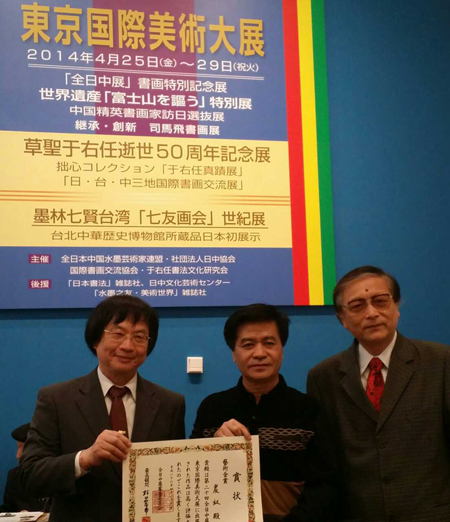 東京国際美術大展
2014年4月25日(金)~29日(祝火)
「全日中展」書画特別記念展
世界遺産「富士山を謳う」特別展
中国精英書画家訪日選抜展
継承・創新 司馬飛書画展
草聖于右任逝世50周年記念展
拙心コレクション「于右任真蹟展」
「日・台・中三地国際書画交流展」
墨林七賢台湾「七友画会」世紀展
台北中華歴史博物館所蔵品日本初展示
主催 全日本中国水墨芸術家連盟・社団法人日中協会
国際書画交流協会・于右任書法文化研究会
後援 「日本書法」雑誌社、日中文化芸術センター
「水墨之友・美術世界」雑誌社
賞状
藝術金賞